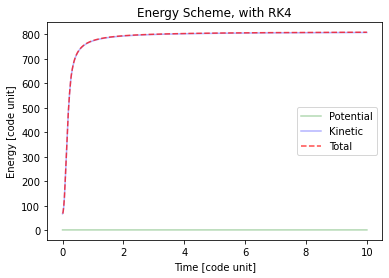 Energy Scheme, with RK4
Energy [code unit]
800
700
600
500
400
300
200
100
0
Potential
Kinetic
Total
0
2
4
6
8
10
Time [code unit]